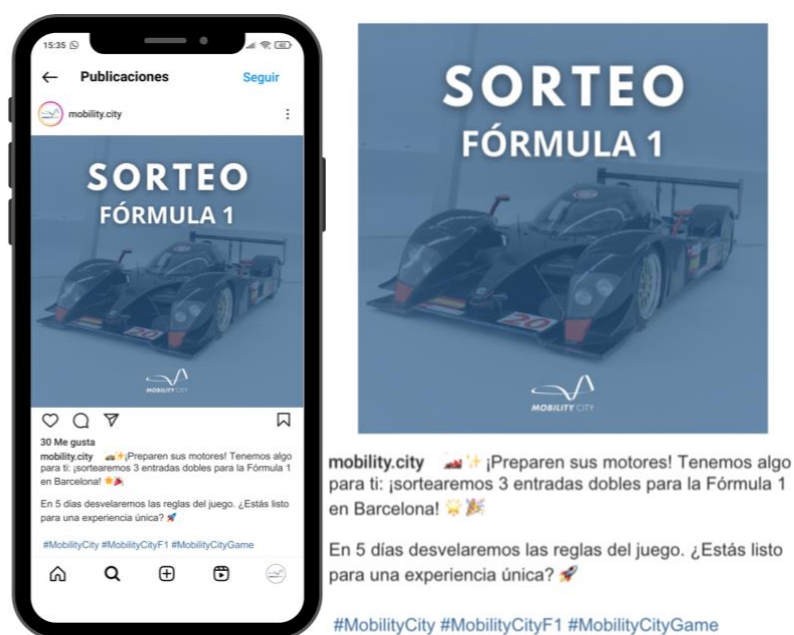 15:35
Publicaciones
Seguir
mobility.city
SORTEO
FÓRMULA 1
20
MOBILITY CITY
30 Me gusta
mobility.city 🏎️✨¡Preparen sus motores! Tenemos algo
para ti: ¡sortearemos 3 entradas dobles para la Fórmula 1
en Barcelona! 🌟🎉
En 5 días desvelaremos las reglas del juego. ¿Estás listo
para una experiencia única? 🚀
#MobilityCity #MobilityCityF1 #MobilityCityGame
SORTEO
FÓRMULA 1
20
MOBILITY CITY
mobility.city 🏎️✨ ¡Preparen sus motores! Tenemos algo
para ti: ¡sortearemos 3 entradas dobles para la Fórmula 1
en Barcelona! 🌟🎉
En 5 días desvelaremos las reglas del juego. ¿Estás listo
para una experiencia única? 🚀
#MobilityCity #MobilityCityF1 #MobilityCityGame